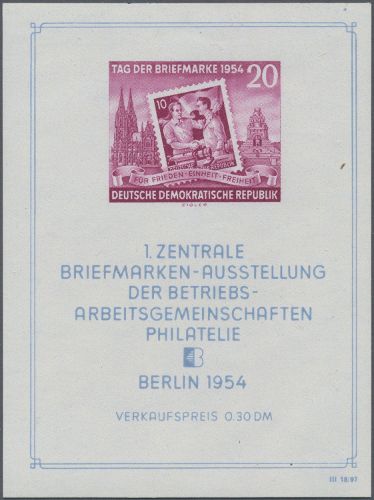 TAG DER BRIEFMARKE 1954 20
10
FÜR FRIEDEN-EINHEIT-FREIHEIT
DEUTSCHE DEMOKRATISCHE REPUBLIK
EIGLER
1. ZENTRALE
BRIEFMARKEN-AUSSTELLUNG
DER BETRIEBS-
ARBEITSGEMEINSCHAFTEN
PHILATELIE
B
BERLIN 1954
VERKAUFSPREIS 0.30 DM
III 18/97